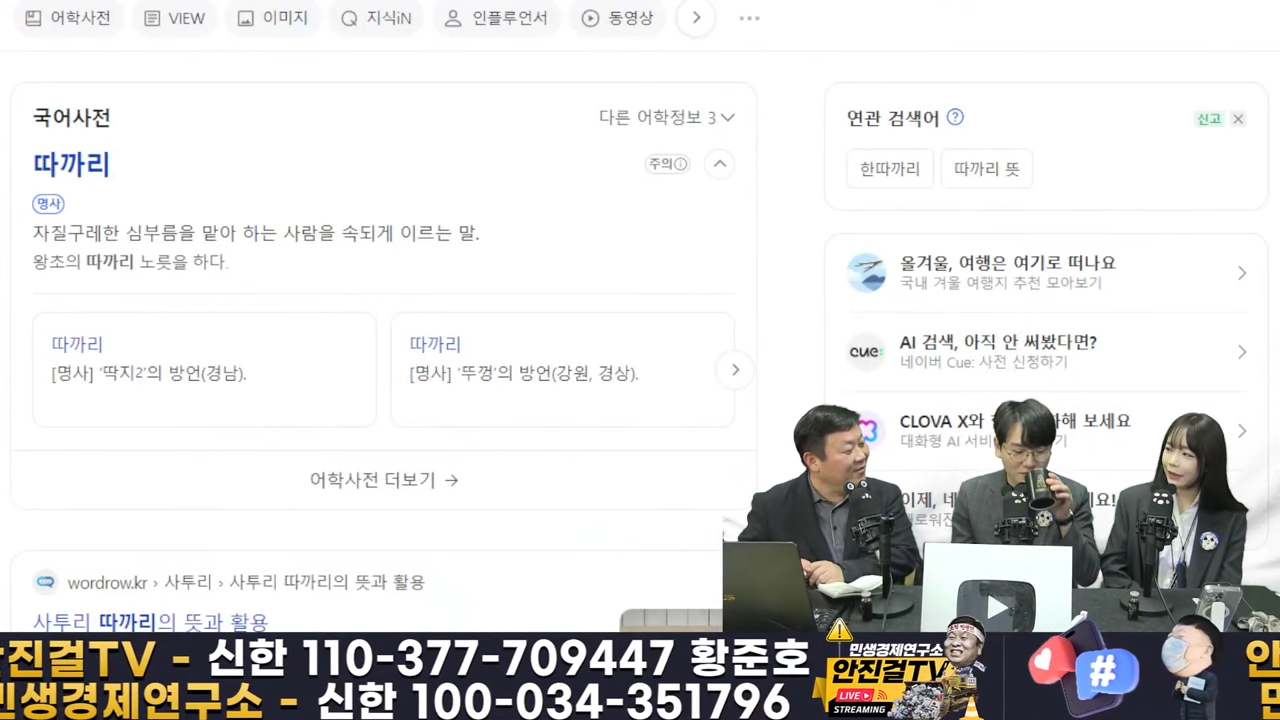 어학사전
VIEW
이미지
지식iN
인플루언서
동영상
국어사전
다른 어학정보 3
따까리
주의
명사
자질구레한 심부름을 맡아 하는 사람을 속되게 이르는 말.
왕초의 따까리 노릇을 하다.
따까리
[명사] ‘딱지2’의 방언(경남).
따까리
[명사] ‘뚜껑’의 방언(강원, 경상).
어학사전 더보기 →
wordrow.kr › 사투리 › 사투리 따까리의 뜻과 활용
사투리 따까리의 뜻과 활용
연관 검색어
신고
한따까리
따까리 뜻
올겨울, 여행은 여기로 떠나요
국내 겨울 여행지 추천 모아보기
cue:
AI 검색, 아직 안 써봤다면?
네이버 Cue: 사전 신청하기
CLOVA X와
해 보세요
대화형 AI
이제,
요!
안진걸TV - 신한 110-377-709447 황준호
민생경제연구소 - 신한 100-034-351796
민생경제연구소
안진걸TV
LIVE
STREAMING
#
안
민